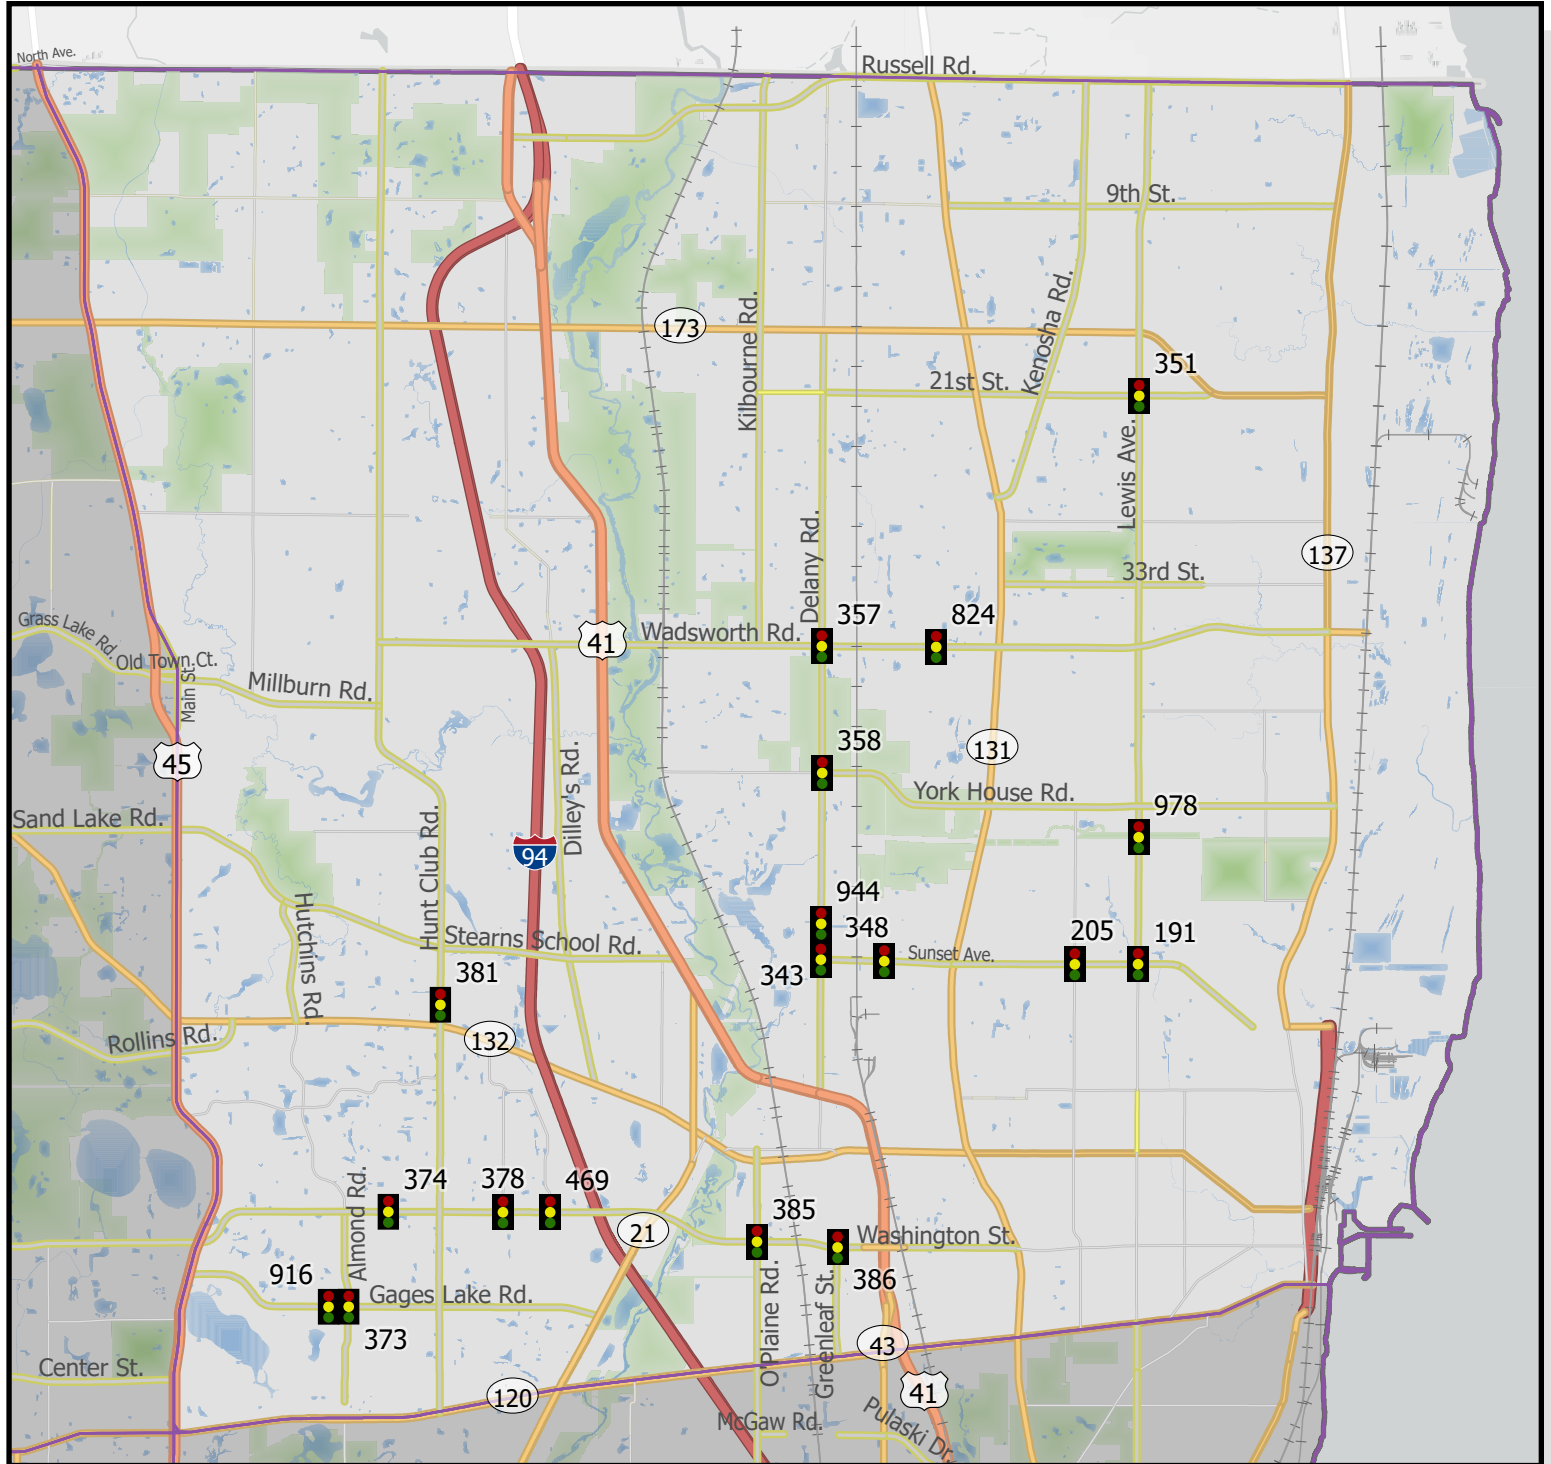 North Ave.
Russell Rd.
9th St.
Kenosha Rd.
Kilbourne Rd.
173
351
21st St.
Lewis Ave.
Delany Rd.
137
33rd St.
357
824
Grass Lake Rd.
Old Town Ct.
Main St.
41
Wadsworth Rd.
Millburn Rd.
45
358
131
Dilley's Rd.
York House Rd.
978
Sand Lake Rd.
Hunt Club Rd.
94
944
348
Hutchins Rd.
Stearns School Rd.
Sunset Ave.
205
191
343
381
Rollins Rd.
132
374
378
469
Almond Rd.
385
21
Washington St.
916
Gages Lake Rd.
O'Plaine Rd.
Greenleaf St.
386
373
43
Center St.
120
41
McGaw Rd.
Pulaski Dr.